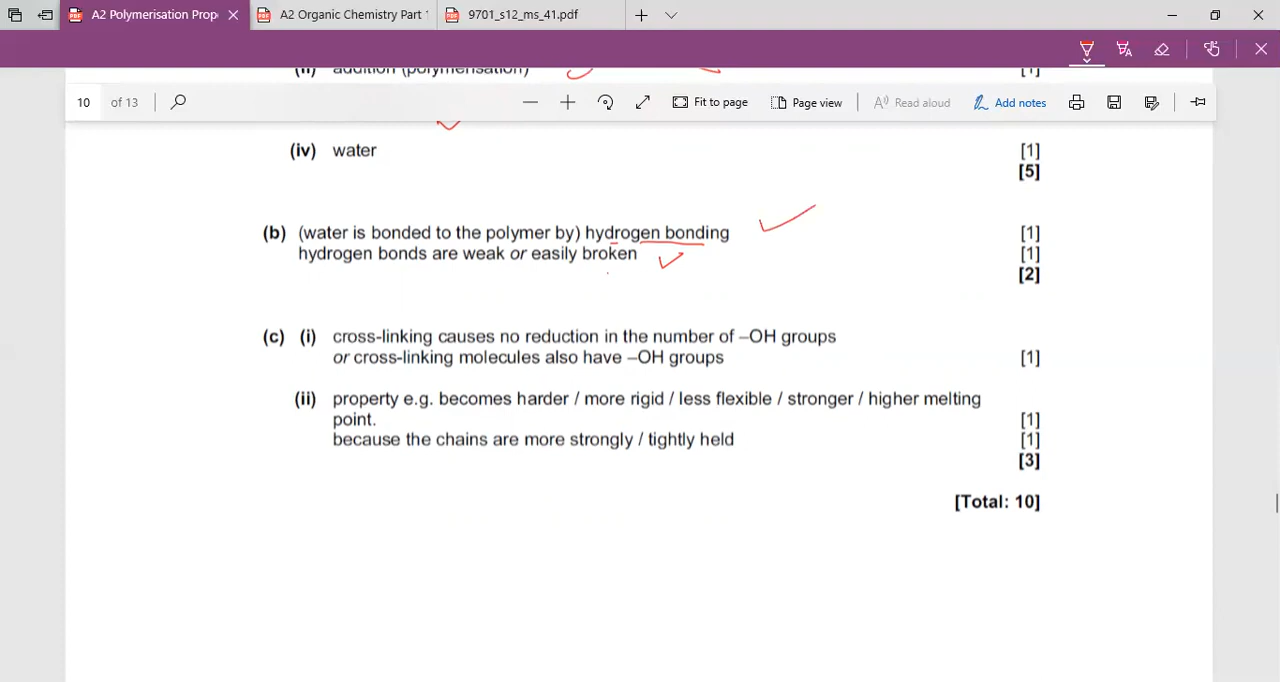 A2 Polymerisation Prop
A2 Organic Chemistry Part 1
9701_s12_ms_41.pdf
(ii) addition (polymerisation) [1]
10 of 13
Fit to page
Page view
Read aloud
Add notes
(iv) water [1]
[5]
(b) (water is bonded to the polymer by) hydrogen bonding [1]
hydrogen bonds are weak or easily broken [1]
[2]
(c) (i) cross-linking causes no reduction in the number of –OH groups
or cross-linking molecules also have –OH groups [1]
(ii) property e.g. becomes harder / more rigid / less flexible / stronger / higher melting
point. [1]
because the chains are more strongly / tightly held [1]
[3]
[Total: 10]